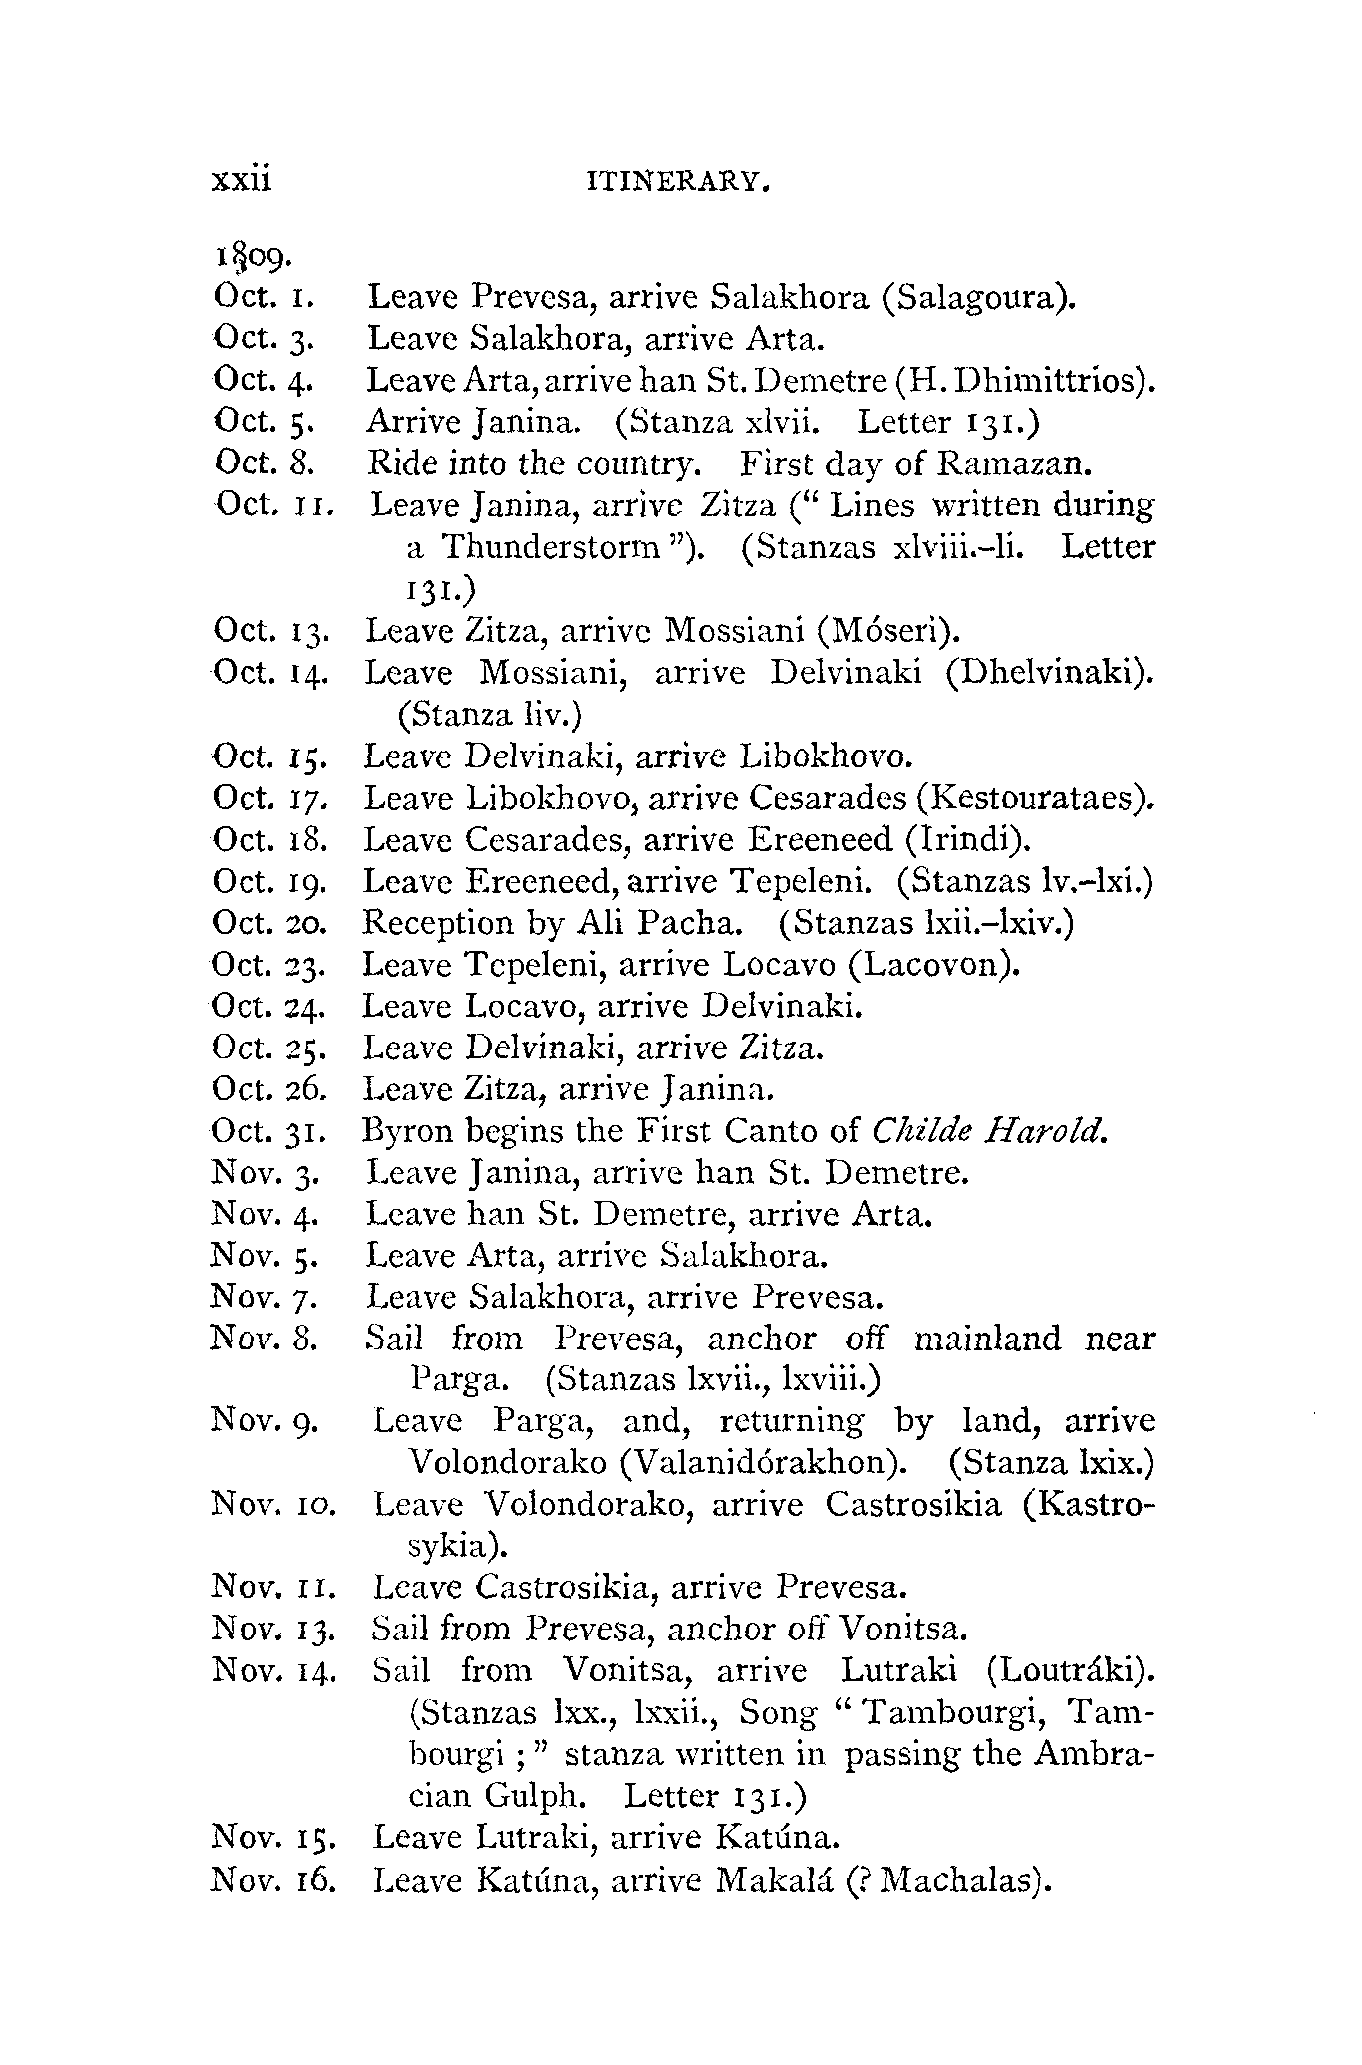 xxii ITINERARY.
1809.
Oct. 1. Leave Prevesa, arrive Salakhora (Salagoura).
Oct. 3. Leave Salakhora, arrive Arta.
Oct. 4. Leave Arta, arrive han St. Demetre (H. Dhimittrios).
Oct. 5. Arrive Janina. (Stanza xlvii. Letter 131.)
Oct. 8. Ride into the country. First day of Ramazan.
Oct. 11. Leave Janina, arrive Zitza (“ Lines written during
a Thunderstorm ”). (Stanzas xlviii.–li. Letter
131.)
Oct. 13. Leave Zitza, arrive Mossiani (Móseri).
Oct. 14. Leave Mossiani, arrive Delvinaki (Dhelvinaki).
(Stanza liv.)
Oct. 15. Leave Delvinaki, arrive Libokhovo.
Oct. 17. Leave Libokhovo, arrive Cesarades (Kestourataes).
Oct. 18. Leave Cesarades, arrive Ereeneed (Irindi).
Oct. 19. Leave Ereeneed, arrive Tepeleni. (Stanzas lv.–lxi.)
Oct. 20. Reception by Ali Pacha. (Stanzas lxii.–lxiv.)
Oct. 23. Leave Tepeleni, arrive Locavo (Lacovon).
Oct. 24. Leave Locavo, arrive Delvinaki.
Oct. 25. Leave Delvinaki, arrive Zitza.
Oct. 26. Leave Zitza, arrive Janina.
Oct. 31. Byron begins the First Canto of Childe Harold.
Nov. 3. Leave Janina, arrive han St. Demetre.
Nov. 4. Leave han St. Demetre, arrive Arta.
Nov. 5. Leave Arta, arrive Salakhora.
Nov. 7. Leave Salakhora, arrive Prevesa.
Nov. 8. Sail from Prevesa, anchor off mainland near
Parga. (Stanzas lxvii., lxviii.)
Nov. 9. Leave Parga, and, returning by land, arrive
Volondorako (Valanidórakhon). (Stanza lxix.)
Nov. 10. Leave Volondorako, arrive Castrosikia (Kastro-
sykia).
Nov. 11. Leave Castrosikia, arrive Prevesa.
Nov. 13. Sail from Prevesa, anchor off Vonitsa.
Nov. 14. Sail from Vonitsa, arrive Lutraki (Loutráki).
(Stanzas lxx., lxxii., Song “ Tambourgi, Tam-
bourgi ; ” stanza written in passing the Ambra-
cian Gulph. Letter 131.)
Nov. 15. Leave Lutraki, arrive Katúna.
Nov. 16. Leave Katúna, arrive Makalá (? Machalas).